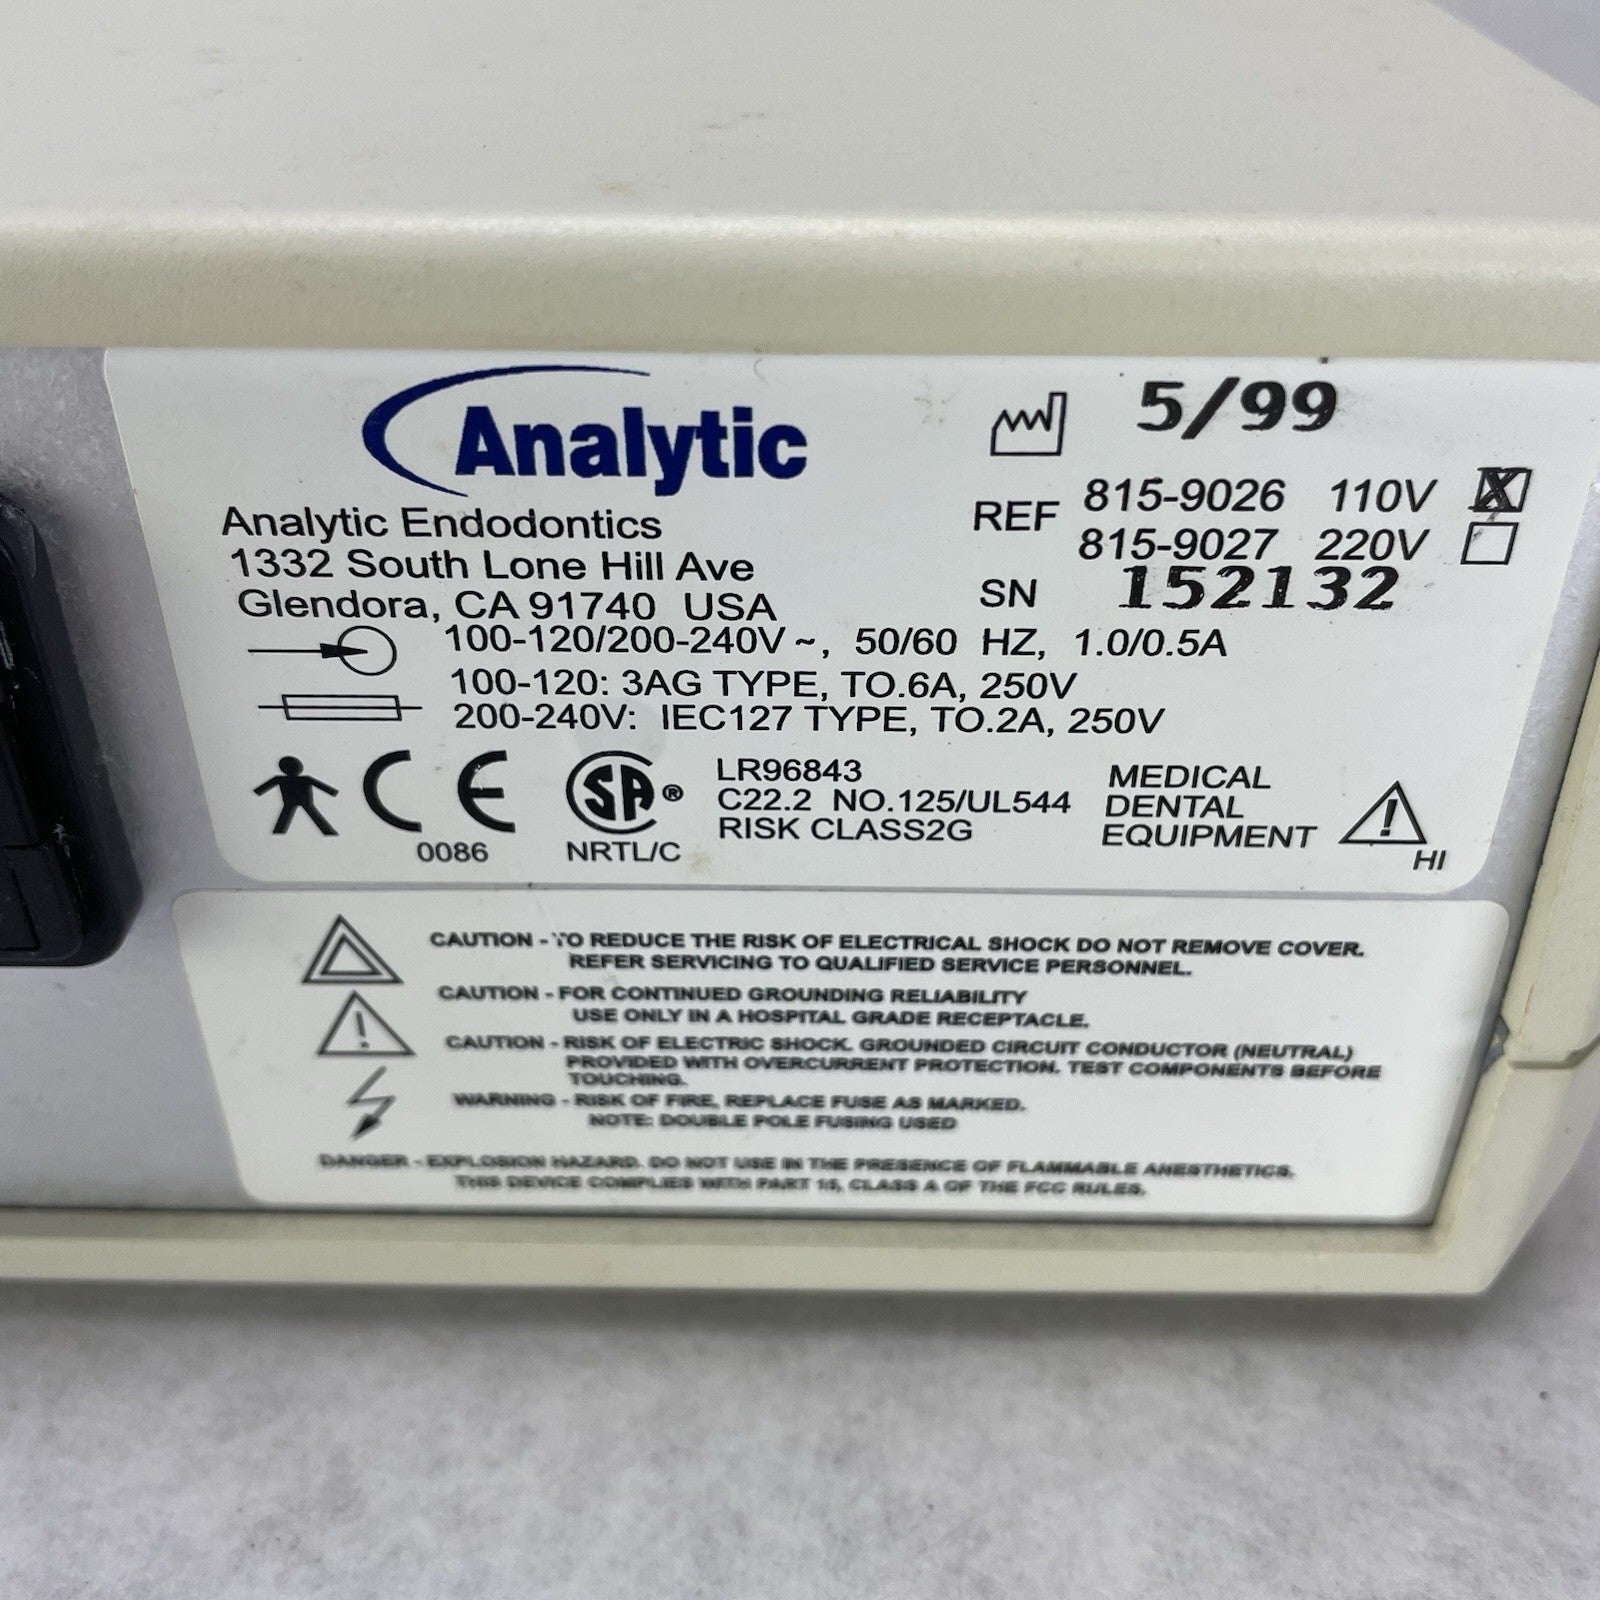 Analytic
5/99
Analytic Endodontics
1332 South Lone Hill Ave
Glendora, CA 91740 USA
REF 815-9026 110V X
815-9027 220V
SN 152132
100-120/200-240V ~, 50/60 HZ, 1.0/0.5A
100-120: 3AG TYPE, TO.6A, 250V
200-240V: IEC127 TYPE, TO.2A, 250V
CE
0086
SA ®
NRTL/C
LR96843
C22.2 NO.125/UL544
RISK CLASS2G
MEDICAL
DENTAL
EQUIPMENT
!
HI
CAUTION - TO REDUCE THE RISK OF ELECTRICAL SHOCK DO NOT REMOVE COVER.
REFER SERVICING TO QUALIFIED SERVICE PERSONNEL.
CAUTION - FOR CONTINUED GROUNDING RELIABILITY
USE ONLY IN A HOSPITAL GRADE RECEPTACLE.
!
CAUTION - RISK OF ELECTRIC SHOCK. GROUNDED CIRCUIT CONDUCTOR (NEUTRAL)
PROVIDED WITH OVERCURRENT PROTECTION. TEST COMPONENTS BEFORE
TOUCHING.
WARNING - RISK OF FIRE, REPLACE FUSE AS MARKED.
NOTE: DOUBLE POLE FUSING USED
DANGER - EXPLOSION HAZARD. DO NOT USE IN THE PRESENCE OF FLAMMABLE ANESTHETICS.
THIS DEVICE COMPLIES WITH PART 15, CLASS A OF THE FCC RULES.